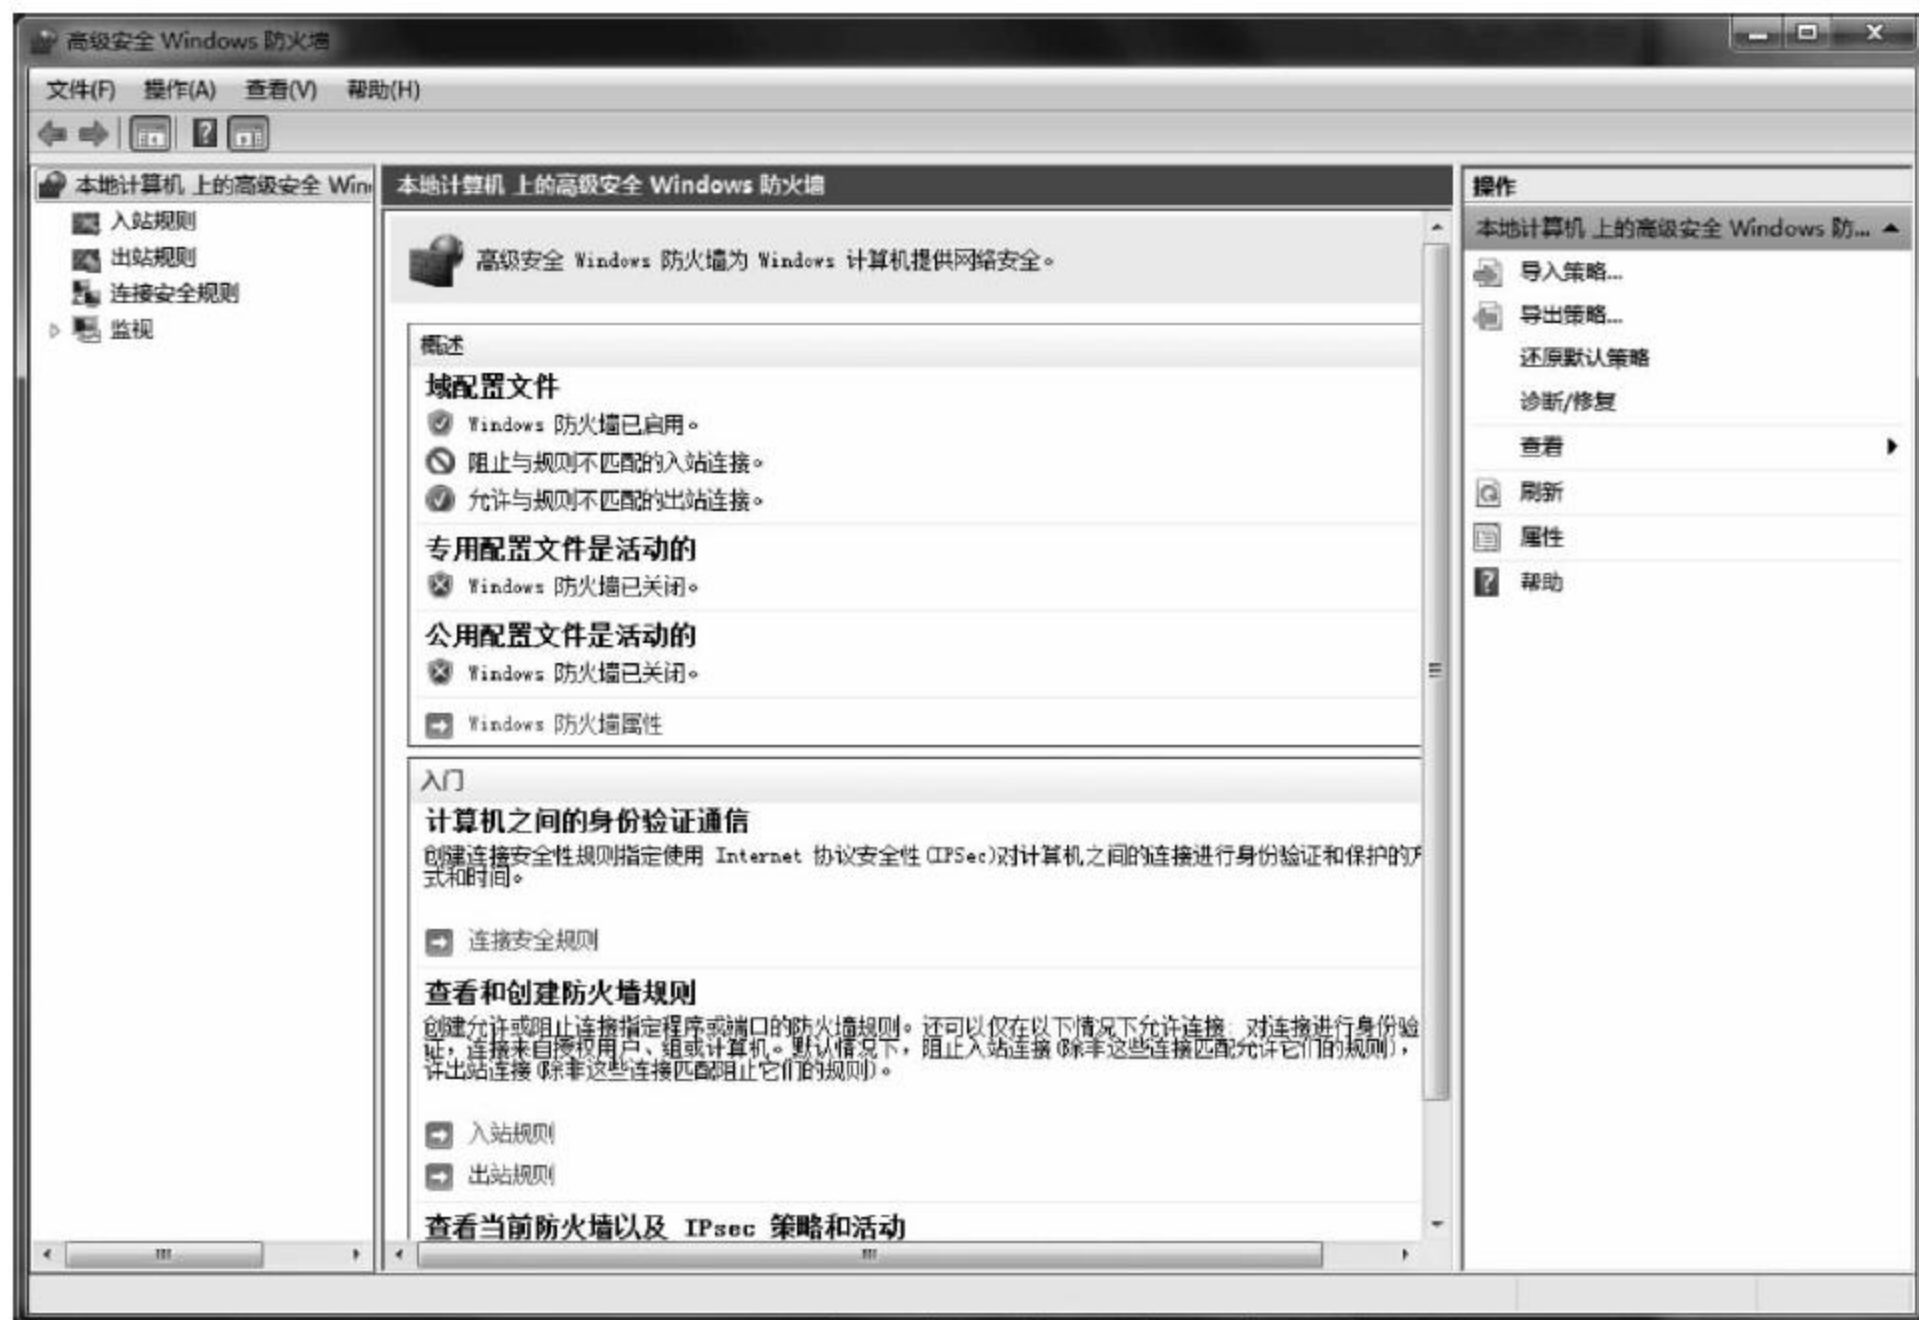 高级安全 Windows 防火墙
文件(F) 操作(A) 查看(V) 帮助(H)
本地计算机 上的高级安全 Win
入站规则
出站规则
连接安全规则
监视
本地计算机 上的高级安全 Windows 防火墙
高级安全 Windows 防火墙为 Windows 计算机提供网络安全。
概述
域配置文件
Windows 防火墙已启用。
阻止与规则不匹配的入站连接。
允许与规则不匹配的出站连接。
专用配置文件是活动的
Windows 防火墙已关闭。
公用配置文件是活动的
Windows 防火墙已关闭。
Windows 防火墙属性
入门
计算机之间的身份验证通信
创建连接安全性规则指定使用 Internet 协议安全性(IPSec)对计算机之间的连接进行身份验证和保护的方
式和时间。
连接安全规则
查看和创建防火墙规则
创建允许或阻止连接指定程序或端口的防火墙规则。还可以仅在以下情况下允许连接: 对连接进行身份验
证，连接来自授权用户、组或计算机。默认情况下，阻止入站连接(除非这些连接匹配允许它们的规则)，
许出站连接(除非这些连接匹配阻止它们的规则)。
入站规则
出站规则
查看当前防火墙以及 IPsec 策略和活动
操作
本地计算机 上的高级安全 Windows 防...
导入策略...
导出策略...
还原默认策略
诊断/修复
查看
刷新
属性
帮助